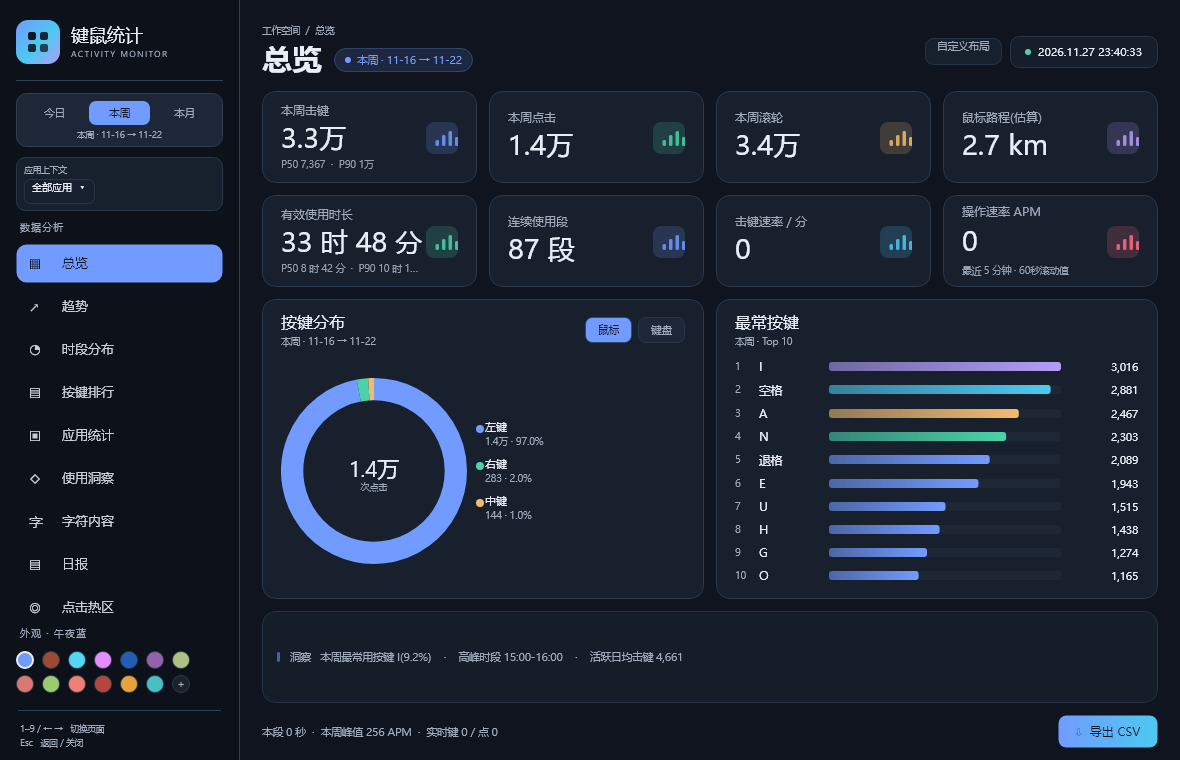 键鼠统计
ACTIVITY MONITOR
今日 本周 本月
本周 · 11-16 → 11-22
应用上下文
全部应用
数据分析
总览
趋势
时段分布
按键排行
应用统计
使用洞察
字 字符内容
日报
点击热区
外观 · 午夜蓝
+
1–9 / ← → 切换页面
Esc 返回 / 关闭
工作空间 / 总览
总览
本周 · 11-16 → 11-22
自定义布局
2026.11.27 23:40:33
本周击键
3.3万
P50 7,367 · P90 1万
本周点击
1.4万
本周滚轮
3.4万
鼠标路程(估算)
2.7 km
有效使用时长
33 时 48 分
P50 8 时 42 分 · P90 10 时 1...
连续使用段
87 段
击键速率 / 分
0
操作速率 APM
0
最近 5 分钟 · 60秒滚动值
按键分布
本周 · 11-16 → 11-22
鼠标 键盘
1.4万
次点击
左键
1.4万 · 97.0%
右键
283 · 2.0%
中键
144 · 1.0%
最常按键
本周 · Top 10
1 I 3,016
2 空格 2,881
3 A 2,467
4 N 2,303
5 退格 2,089
6 E 1,943
7 U 1,515
8 H 1,438
9 G 1,274
10 O 1,165
洞察 本周最常用按键 I(9.2%) · 高峰时段 15:00-16:00 · 活跃日均击键 4,661
本段 0 秒 · 本周峰值 256 APM · 实时键 0 / 点 0
⇩ 导出 CSV